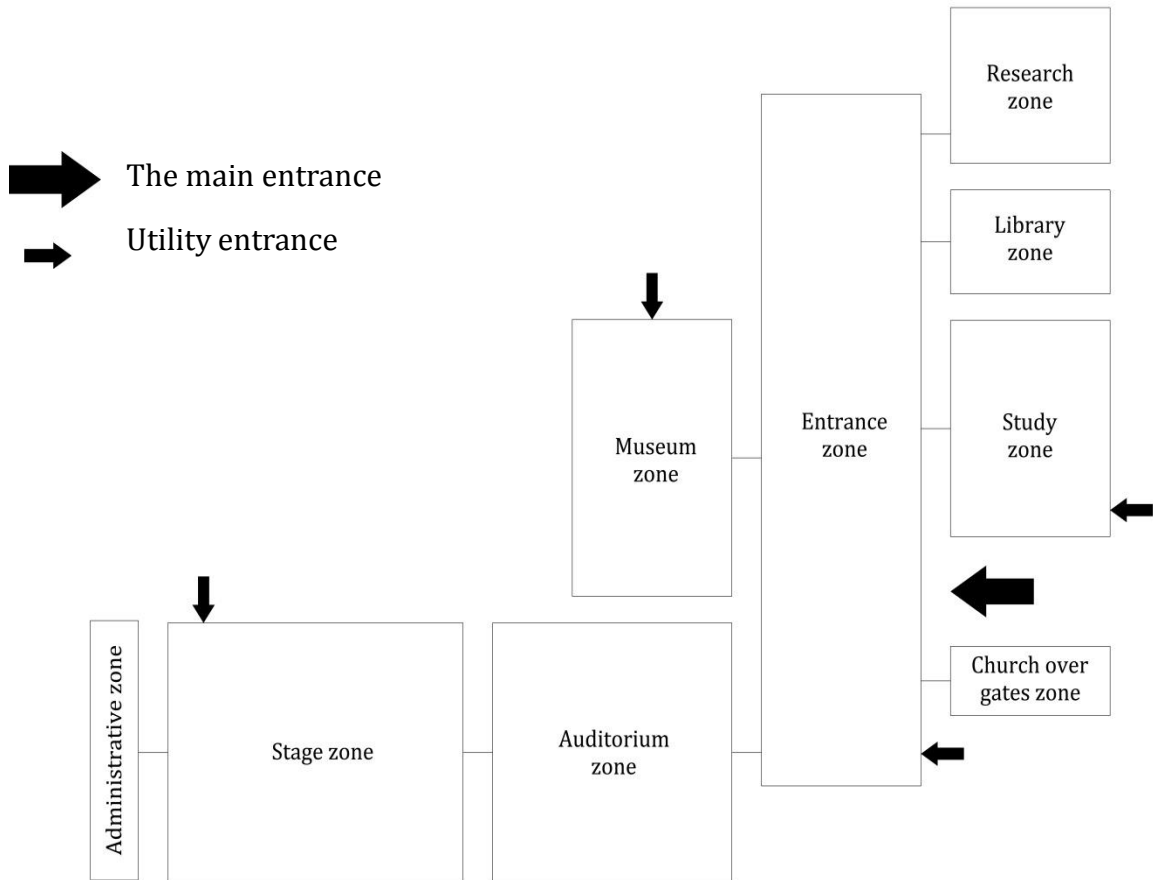 Research
zone
The main entrance
Library
zone
Utility entrance
Entrance
zone
Study
zone
Museum
zone
Church over
gates zone
Administrative zone
Stage zone
Auditorium
zone